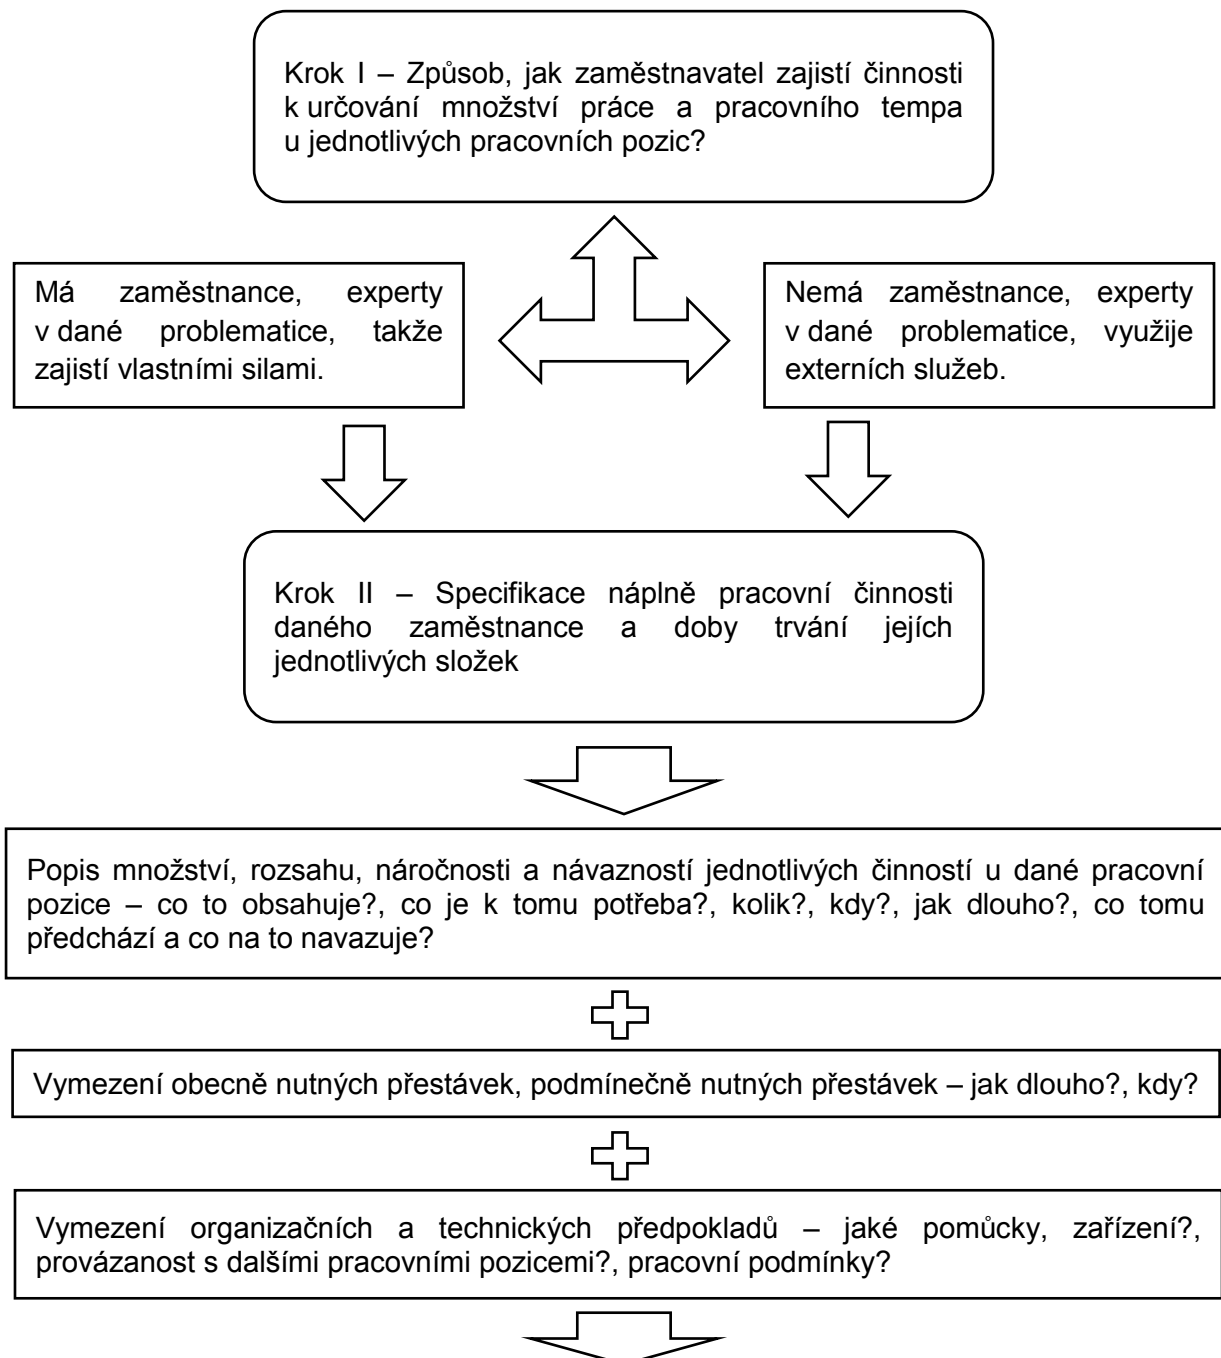 Krok I – Způsob, jak zaměstnavatel zajistí činnosti
k určování množství práce a pracovního tempa
u jednotlivých pracovních pozic?
Má zaměstnance, experty
v dané problematice, takže
zajistí vlastními silami.
Nemá zaměstnance, experty
v dané problematice, využije
externích služeb.
Krok II – Specifikace náplně pracovní činnosti
daného zaměstnance a doby trvání jejích
jednotlivých složek
Popis množství, rozsahu, náročnosti a návazností jednotlivých činností u dané pracovní
pozice – co to obsahuje?, co je k tomu potřeba?, kolik?, kdy?, jak dlouho?, co tomu
předchází a co na to navazuje?
Vymezení obecně nutných přestávek, podmínečně nutných přestávek – jak dlouho?, kdy?
Vymezení organizačních a technických předpokladů – jaké pomůcky, zařízení?,
provázanost s dalšími pracovními pozicemi?, pracovní podmínky?